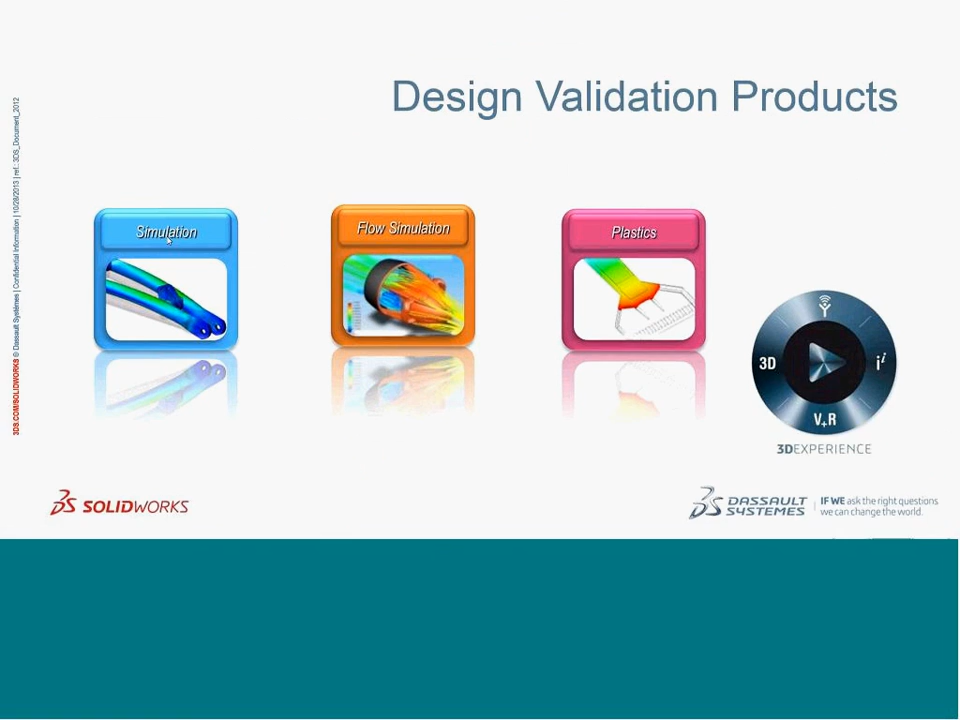 Design Validation Products
3DS.COM/SOLIDWORKS © Dassault Systèmes | Confidential Information | 10/28/2013 | ref.: 3DS_Document_2012
Simulation
Flow Simulation
Plastics
3D
i
V+R
3DEXPERIENCE
SOLIDWORKS
DASSAULT
SYSTEMES
IF WE ask the right questions
we can change the world.